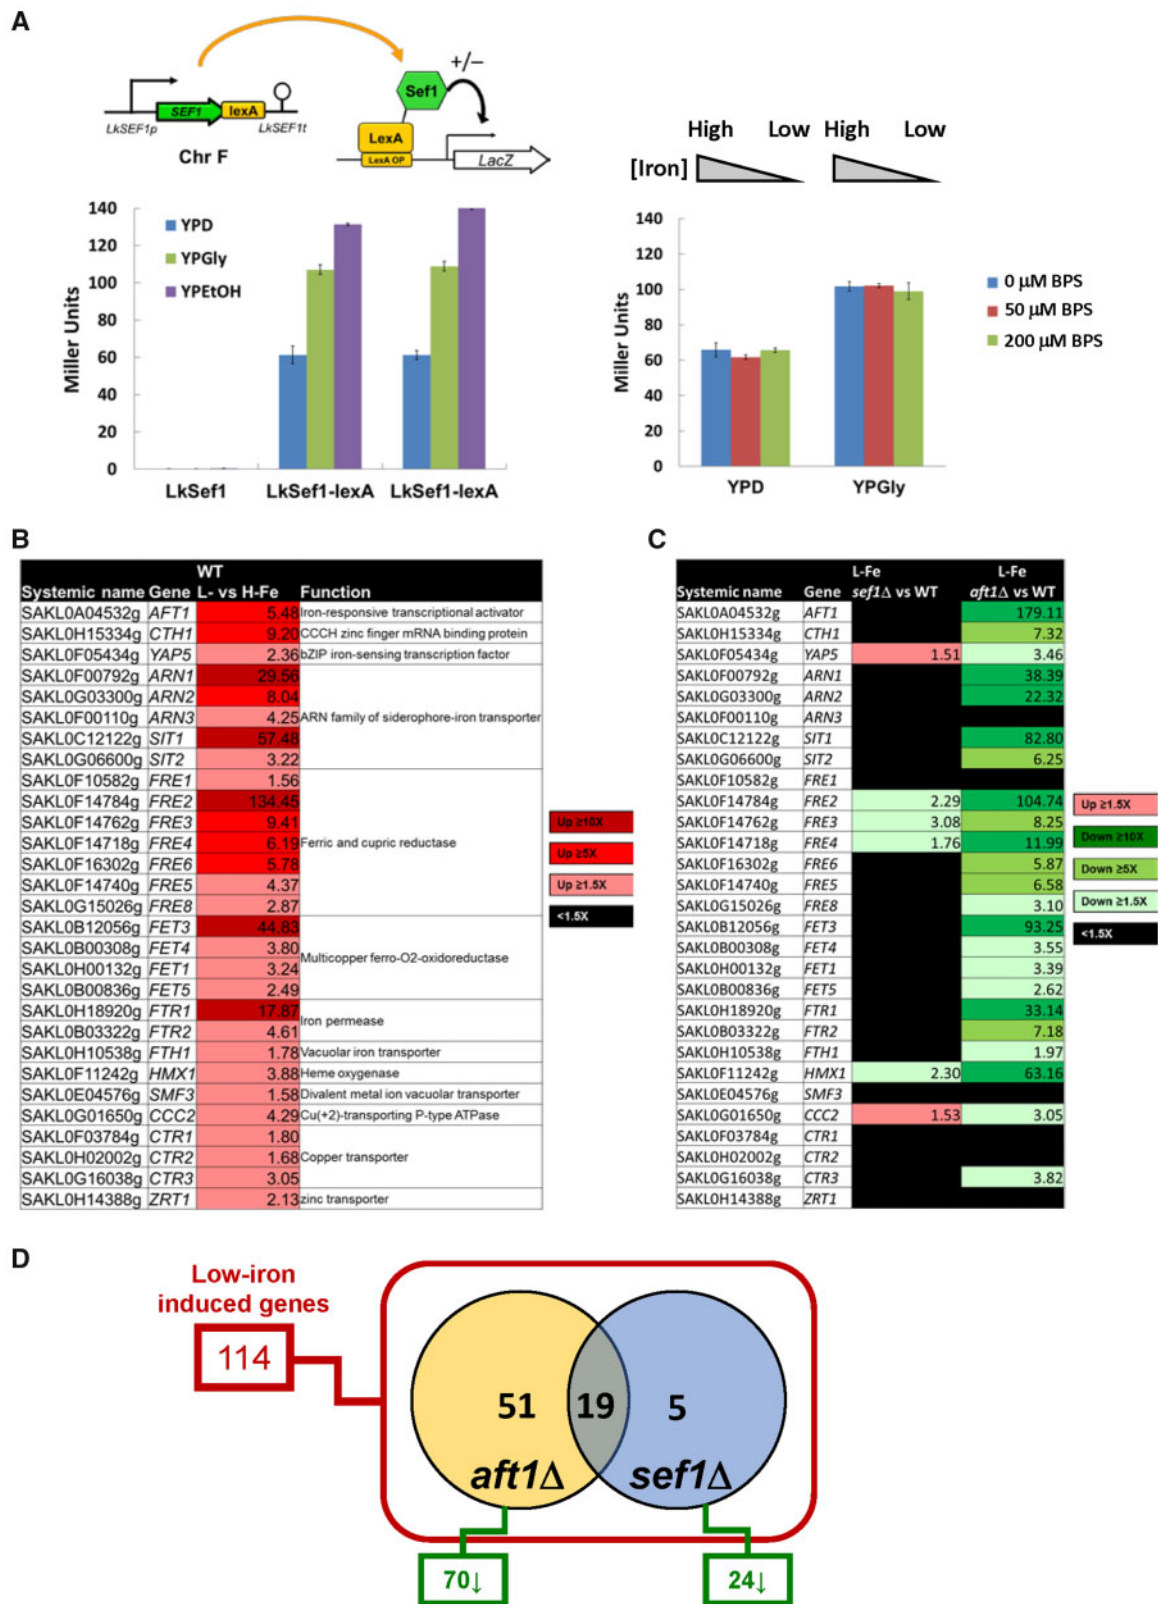 A
SEF1
lexA
LkSEF1p
LkSEF1t
Chr F
Sef1
+/–
LexA
LexA OP
LacZ
140
120
100
80
60
40
20
0
Miller Units
YPD
YPGly
YPEtOH
LkSef1
LkSef1-lexA
LkSef1-lexA
High Low High Low
[Iron]
140
120
100
80
60
40
20
0
Miller Units
0 µM BPS
50 µM BPS
200 µM BPS
YPD
YPGly
B
WT
Systemic name Gene L- vs H-Fe Function
SAKL0A04532g AFT1 5.48 Iron-responsive transcriptional activator
SAKL0H15334g CTH1 9.20 CCCH zinc finger mRNA binding protein
SAKL0F05434g YAP5 2.36 bZIP iron-sensing transcription factor
SAKL0F00792g ARN1 29.56
SAKL0G03300g ARN2 8.04
SAKL0F00110g ARN3 4.25 ARN family of siderophore-iron transporter
SAKL0C12122g SIT1 57.48
SAKL0G06600g SIT2 3.22
SAKL0F10582g FRE1 1.56
SAKL0F14784g FRE2 134.45
SAKL0F14762g FRE3 9.41
SAKL0F14718g FRE4 6.19 Ferric and cupric reductase
SAKL0F16302g FRE6 5.78
SAKL0F14740g FRE5 4.37
SAKL0G15026g FRE8 2.87
SAKL0B12056g FET3 44.83
SAKL0B00308g FET4 3.80
SAKL0H00132g FET1 3.24 Multicopper ferro-O2-oxidoreductase
SAKL0B00836g FET5 2.49
SAKL0H18920g FTR1 17.87 Iron permease
SAKL0B03322g FTR2 4.61
SAKL0H10538g FTH1 1.78 Vacuolar iron transporter
SAKL0F11242g HMX1 3.88 Heme oxygenase
SAKL0E04576g SMF3 1.58 Divalent metal ion vacuolar transporter
SAKL0G01650g CCC2 4.29 Cu(+2)-transporting P-type ATPase
SAKL0F03784g CTR1 1.80
SAKL0H02002g CTR2 1.68 Copper transporter
SAKL0G16038g CTR3 3.05
SAKL0H14388g ZRT1 2.13 zinc transporter
Up ≥10X
Up ≥5X
Up ≥1.5X
<1.5X
C
L-Fe L-Fe
Systemic name Gene sef1Δ vs WT aft1Δ vs WT
SAKL0A04532g AFT1 179.11
SAKL0H15334g CTH1 7.32
SAKL0F05434g YAP5 1.51 3.46
SAKL0F00792g ARN1 38.39
SAKL0G03300g ARN2 22.32
SAKL0F00110g ARN3
SAKL0C12122g SIT1 82.80
SAKL0G06600g SIT2 6.25
SAKL0F10582g FRE1
SAKL0F14784g FRE2 2.29 104.74
SAKL0F14762g FRE3 3.08 8.25
SAKL0F14718g FRE4 1.76 11.99
SAKL0F16302g FRE6 5.87
SAKL0F14740g FRE5 6.58
SAKL0G15026g FRE8 3.10
SAKL0B12056g FET3 93.25
SAKL0B00308g FET4 3.55
SAKL0H00132g FET1 3.39
SAKL0B00836g FET5 2.62
SAKL0H18920g FTR1 33.14
SAKL0B03322g FTR2 7.18
SAKL0H10538g FTH1 1.97
SAKL0F11242g HMX1 2.30 63.16
SAKL0E04576g SMF3
SAKL0G01650g CCC2 1.53 3.05
SAKL0F03784g CTR1
SAKL0H02002g CTR2
SAKL0G16038g CTR3 3.82
SAKL0H14388g ZRT1
Up ≥1.5X
Down ≥10X
Down ≥5X
Down ≥1.5X
<1.5X
D
Low-iron
induced genes
114
51 19 5
aft1Δ sef1Δ
70↓ 24↓